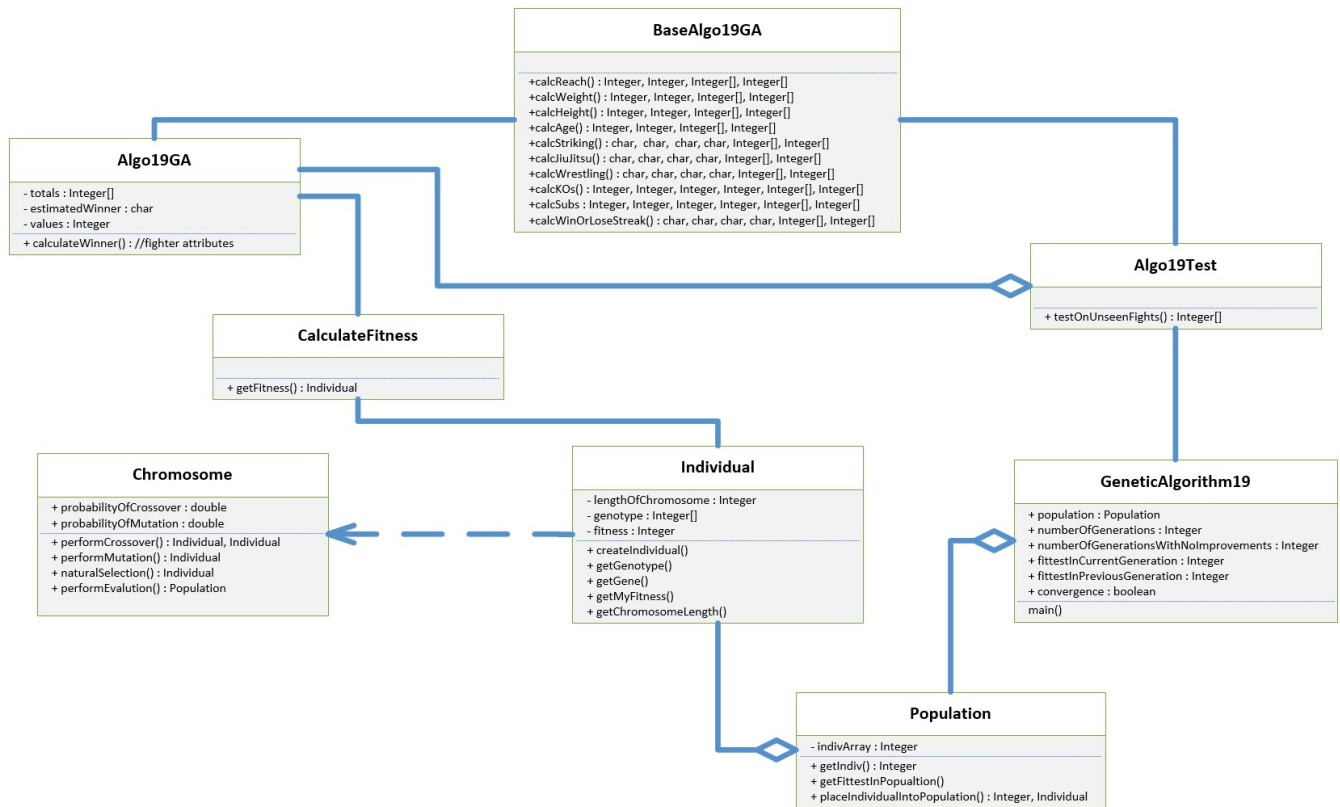 BaseAlgo19GA
+calcReach() : Integer, Integer, Integer[], Integer[]
+calcWeight() : Integer, Integer, Integer[], Integer[]
+calcHeight() : Integer, Integer, Integer[], Integer[]
+calcAge() : Integer, Integer, Integer[], Integer[]
+calcStriking() : char, char, char, char, Integer[], Integer[]
+calcJiuJitsu() : char, char, char, char, Integer[], Integer[]
+calcWrestling() : char, char, char, char, Integer[], Integer[]
+calcKOs() : Integer, Integer, Integer, Integer, Integer[], Integer[]
+calcSubs : Integer, Integer, Integer, Integer, Integer[], Integer[]
+calcWinOrLoseStreak() : char, char, char, char, Integer[], Integer[]
Algo19GA
- totals : Integer[]
- estimatedWinner : char
- values : Integer
+ calculateWinner() : //fighter attributes
Algo19Test
+ testOnUnseenFights() : Integer[]
CalculateFitness
+ getFitness() : Individual
Chromosome
+ probabilityOfCrossover : double
+ probabilityOfMutation : double
+ performCrossover() : Individual, Individual
+ performMutation() : Individual
+ naturalSelection() : Individual
+ performEvalution() : Population
Individual
- lengthOfChromosome : Integer
- genotype : Integer[]
- fitness : Integer
+ createIndividual()
+ getGenotype()
+ getGene()
+ getMyFitness()
+ getChromosomeLength()
GeneticAlgorithm19
+ population : Population
+ numberOfGenerations : Integer
+ numberOfGenerationsWithNoImprovements : Integer
+ fittestInCurrentGeneration : Integer
+ fittestInPreviousGeneration : Integer
+ convergence : boolean
main()
Population
- indivArray : Integer
+ getIndiv() : Integer
+ getFittestInPopualtion()
+ placeIndividualIntoPopulation() : Integer, Individual